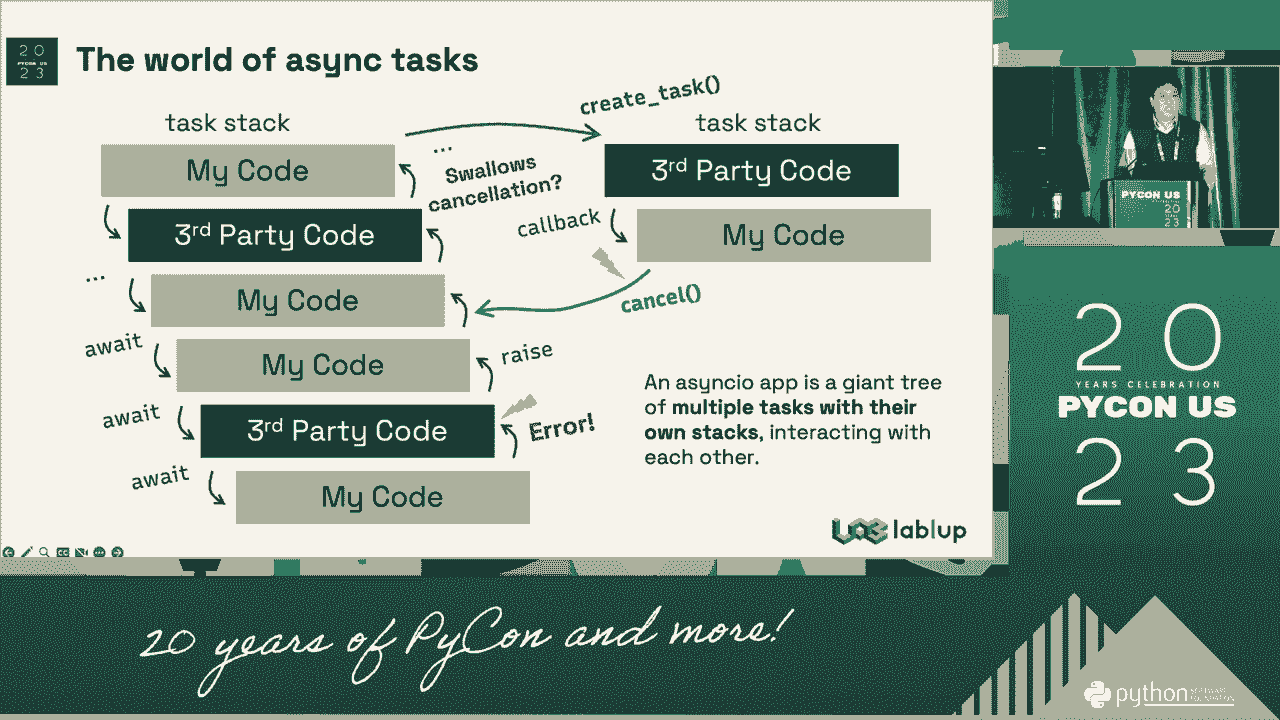 20
PYCON US
23
The world of async tasks
create_task()
task stack
task stack
...
My Code
Swallows
cancellation?
3rd Party Code
3rd Party Code
callback
My Code
...
My Code
cancel()
await
My Code
raise
await
3rd Party Code
Error!
await
My Code
An asyncio app is a giant tree
of multiple tasks with their
own stacks, interacting with
each other.
lablup
PYCON US
20
23
20
YEARS CELEBRATION
PYCON US
23
20 years of PyCon and more!
python